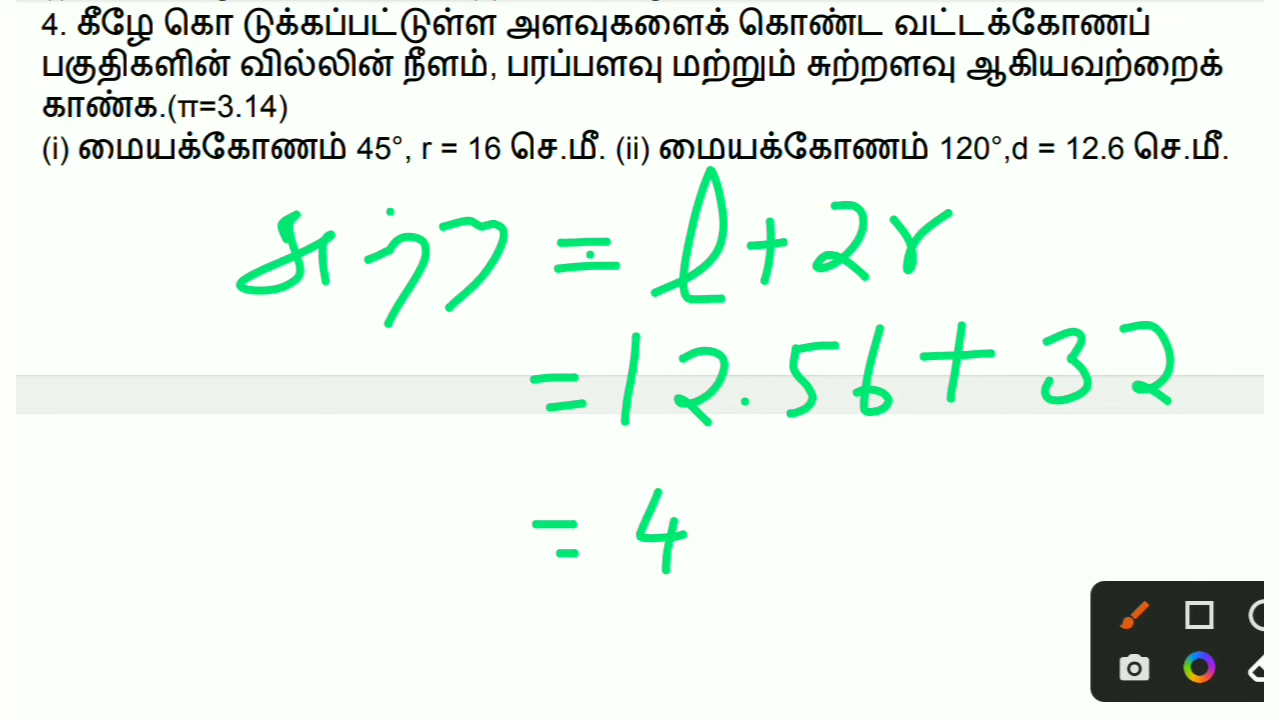 4. கீழே கொ டுக்கப்பட்டுள்ள அளவுகளைக் கொண்ட வட்டக்கோணப்
பகுதிகளின் வில்லின் நீளம், பரப்பளவு மற்றும் சுற்றளவு ஆகியவற்றைக்
காண்க.(π=3.14)
(i) மையக்கோணம் 45°, r = 16 செ.மீ. (ii) மையக்கோணம் 120°,d = 12.6 செ.மீ.
= l + 2r
= 12.56 + 32
= 4